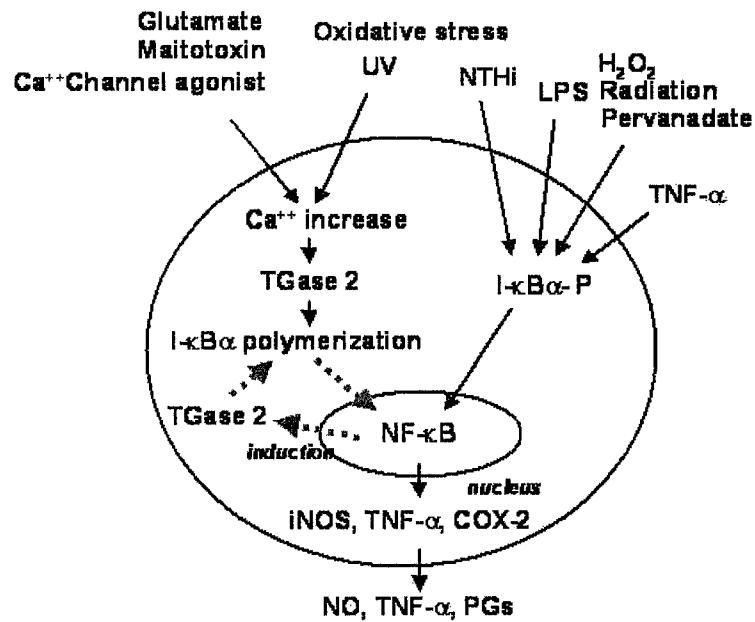 Glutamate
Maitotoxin
Ca⁺⁺Channel agonist
Oxidative stress
UV
NTHi
LPS
H₂O₂
Radiation
Pervanadate
TNF-α
Ca⁺⁺ increase
TGase 2
I-κBα polymerization
I-κBα-P
TGase 2
induction
NF-κB
nucleus
iNOS, TNF-α, COX-2
NO, TNF-α, PGs